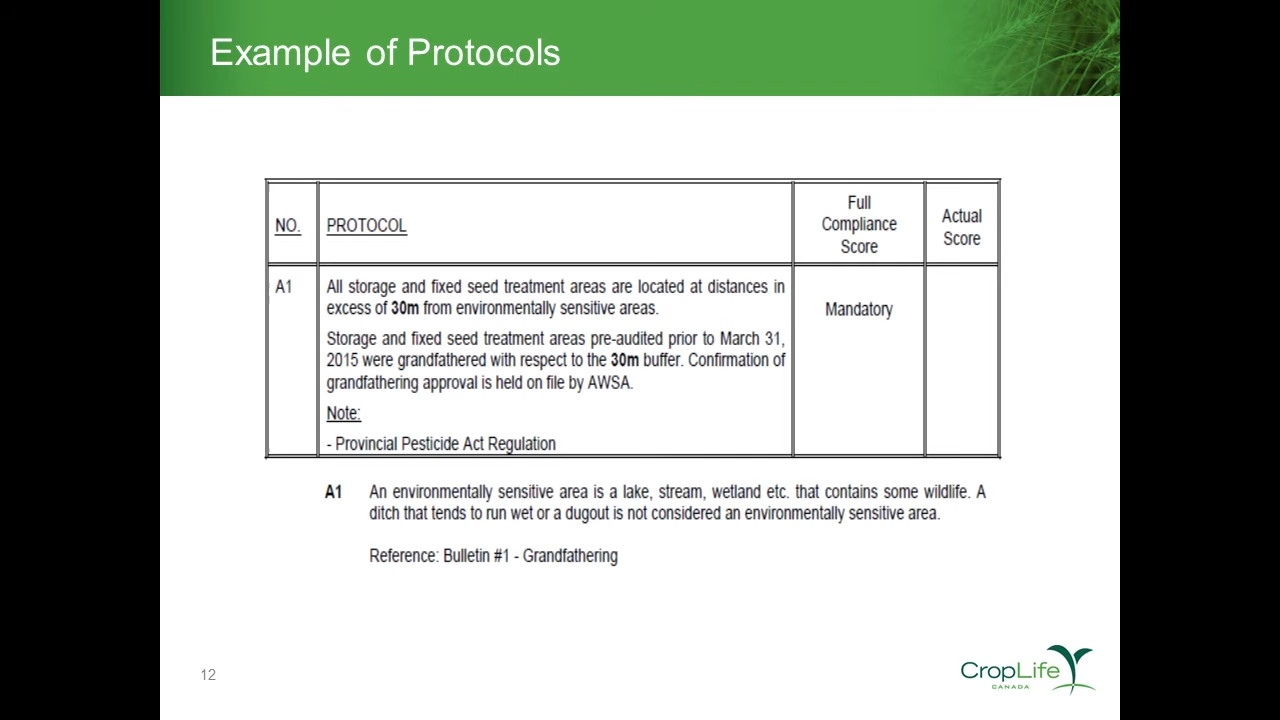 Example of Protocols
NO.
PROTOCOL
Full
Compliance
Score
Actual
Score
A1
All storage and fixed seed treatment areas are located at distances in
excess of 30m from environmentally sensitive areas.
Storage and fixed seed treatment areas pre-audited prior to March 31,
2015 were grandfathered with respect to the 30m buffer. Confirmation of
grandfathering approval is held on file by AWSA.
Note:
- Provincial Pesticide Act Regulation
Mandatory
A1 An environmentally sensitive area is a lake, stream, wetland etc. that contains some wildlife. A
ditch that tends to run wet or a dugout is not considered an environmentally sensitive area.
Reference: Bulletin #1 - Grandfathering
12
CropLife
CANADA